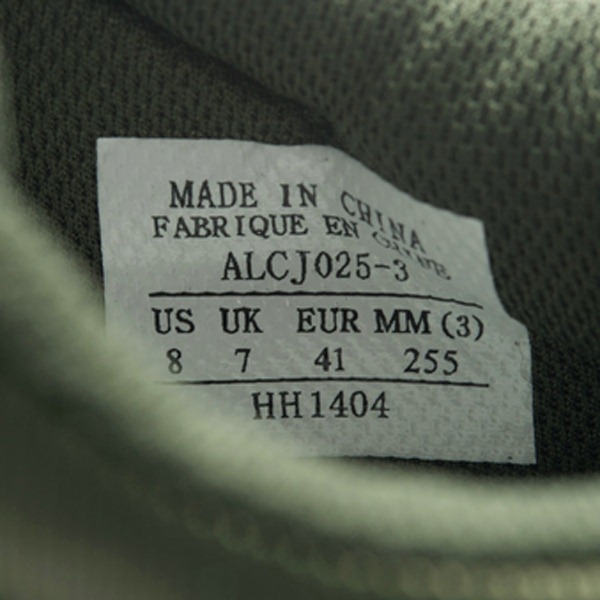 MADE IN CHINA
FABRIQUE EN CHINE
ALCJ025-3
US UK EUR MM (3)
8 7 41 255
HH1404